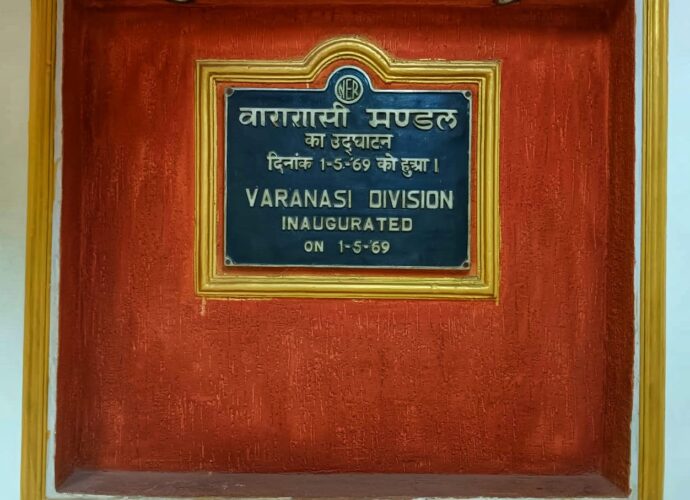 NER
वाराणसी मण्डल
का उद्घाटन
दिनांक 1-5-'69 को हुआ।
VARANASI DIVISION
INAUGURATED
ON 1-5-'69